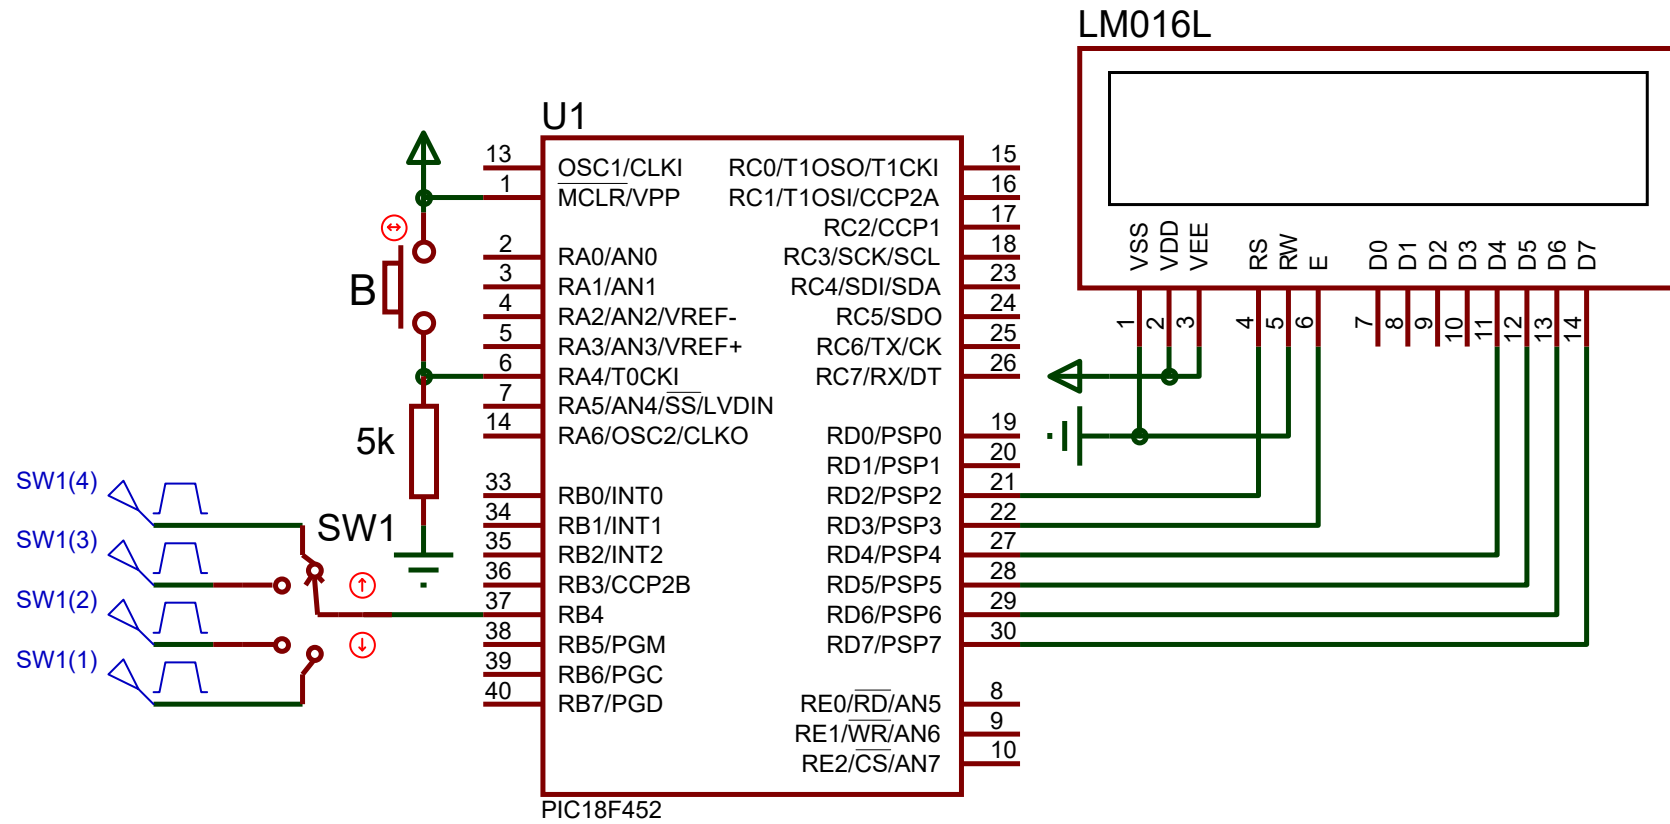 LM016L
U1
13 OSC1/CLKI RC0/T1OSO/T1CKI 15
1 MCLR/VPP RC1/T1OSI/CCP2A 16
RC2/CCP1 17
2 RA0/AN0 RC3/SCK/SCL 18
3 RA1/AN1 RC4/SDI/SDA 23
4 RA2/AN2/VREF- RC5/SDO 24
5 RA3/AN3/VREF+ RC6/TX/CK 25
6 RA4/T0CKI RC7/RX/DT 26
7 RA5/AN4/SS/LVDIN
14 RA6/OSC2/CLKO RD0/PSP0 19
RD1/PSP1 20
33 RB0/INT0 RD2/PSP2 21
34 RB1/INT1 RD3/PSP3 22
35 RB2/INT2 RD4/PSP4 27
36 RB3/CCP2B RD5/PSP5 28
37 RB4 RD6/PSP6 29
38 RB5/PGM RD7/PSP7 30
39 RB6/PGC
40 RB7/PGD RE0/RD/AN5 8
RE1/WR/AN6 9
RE2/CS/AN7 10
PIC18F452
B
5k
SW1
SW1(4)
SW1(3)
SW1(2)
SW1(1)
VSS VDD VEE RS RW E D0 D1 D2 D3 D4 D5 D6 D7
1 2 3 4 5 6 7 8 9 10 11 12 13 14